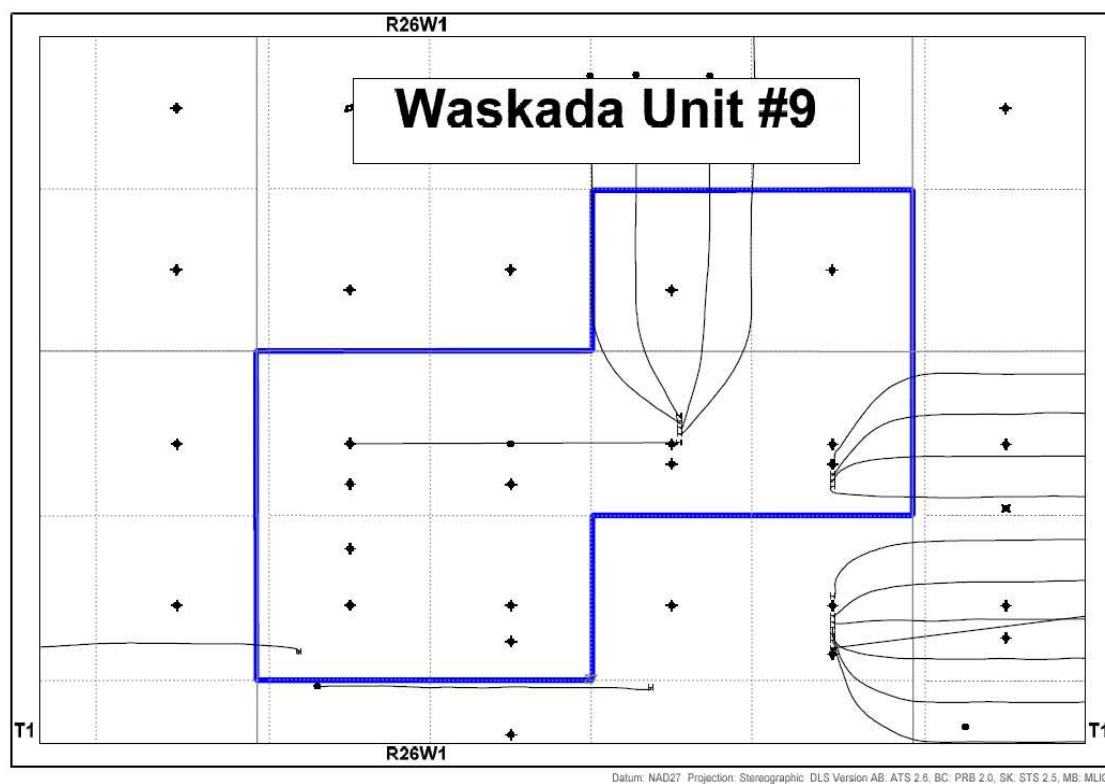 R26W1
Waskada Unit #9
T1
T1
R26W1
Datum: NAD27 Projection: Stereographic DLS Version AB: ATS 2.6, BC: PRB 2.0, SK: STS 2.5, MB: MLI